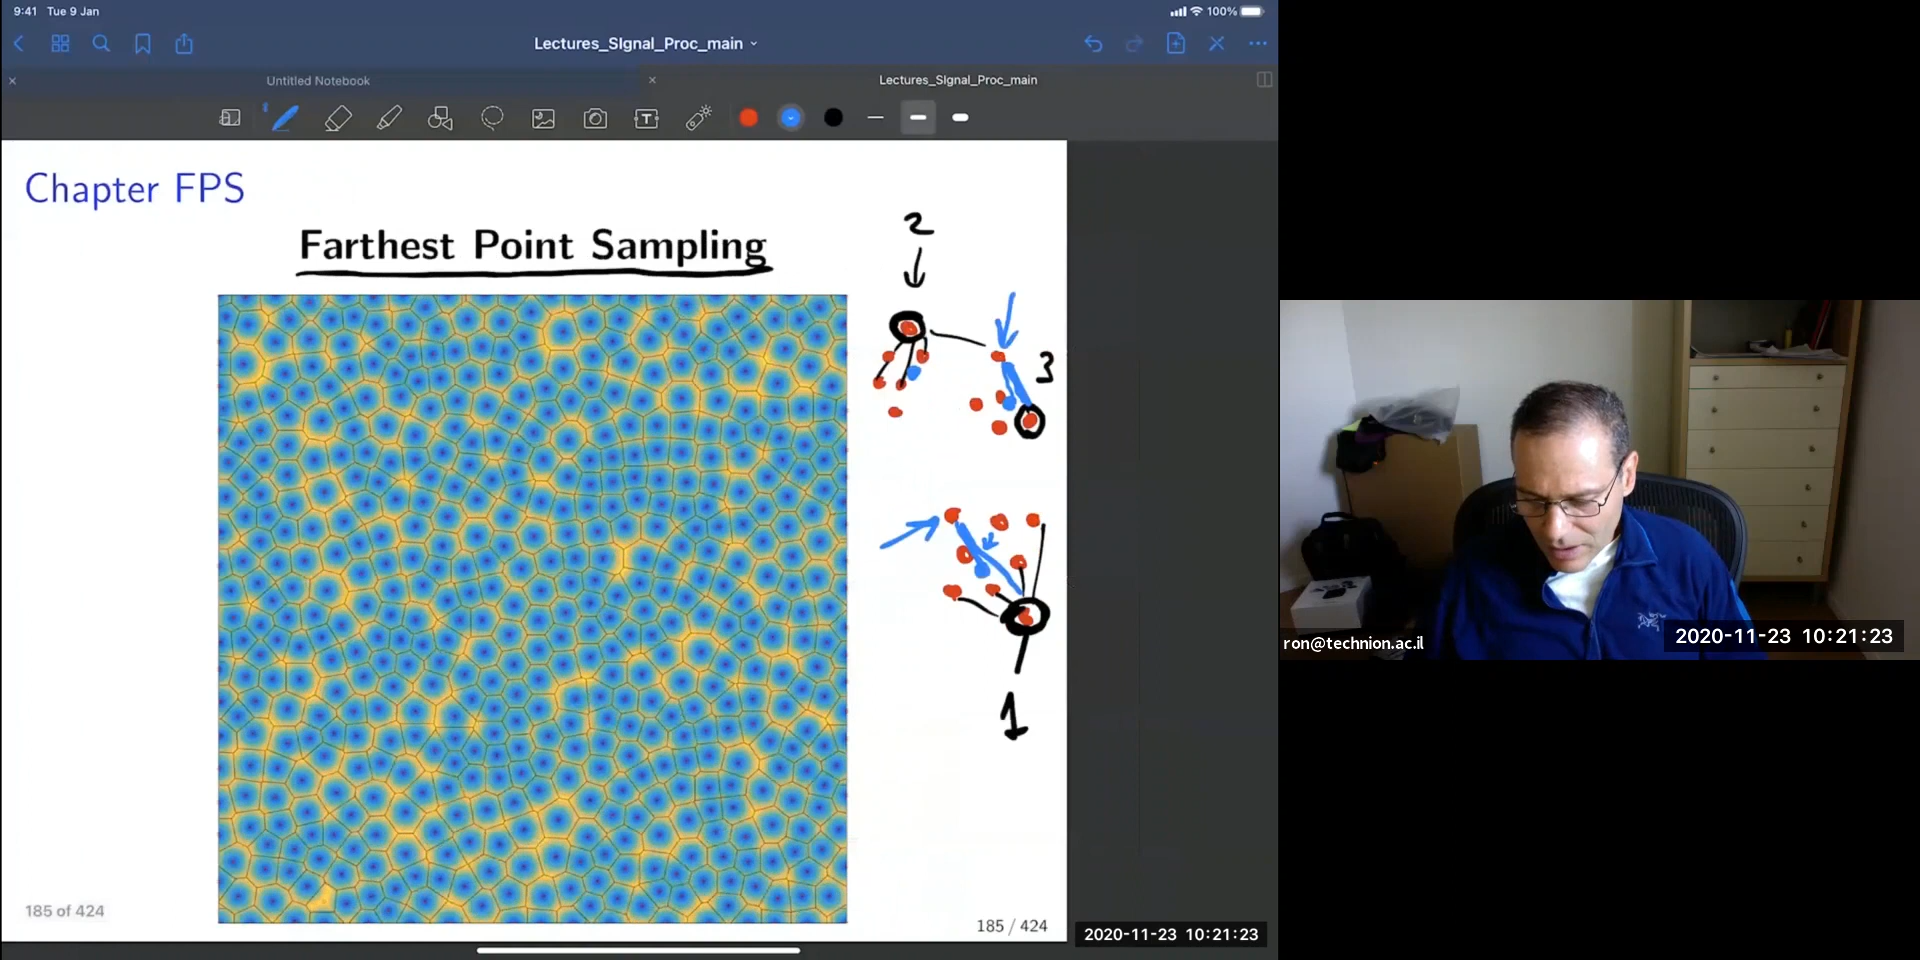 9:41 Tue 9 Jan
100%
Lectures_SIgnal_Proc_main
Untitled Notebook
Lectures_SIgnal_Proc_main
T
Chapter FPS
Farthest Point Sampling
2
3
1
185 of 424
185 / 424
2020-11-23 10:21:23
ron@technion.ac.il
2020-11-23 10:21:23